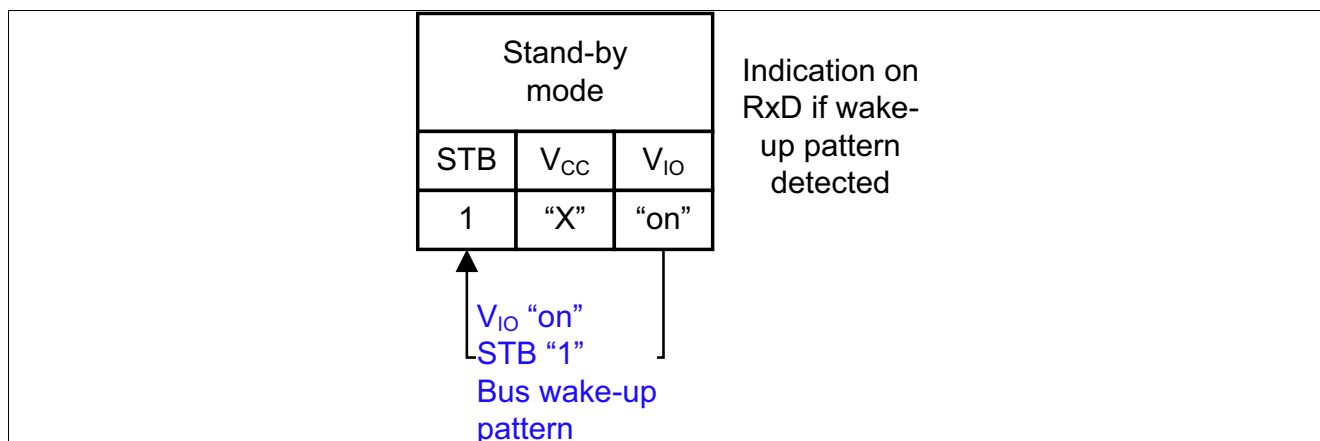 Stand-by
mode
Indication on
RxD if wake-
up pattern
detected
STB VCC VIO
1 “X” “on”
VIO “on”
STB “1”
Bus wake-up
pattern